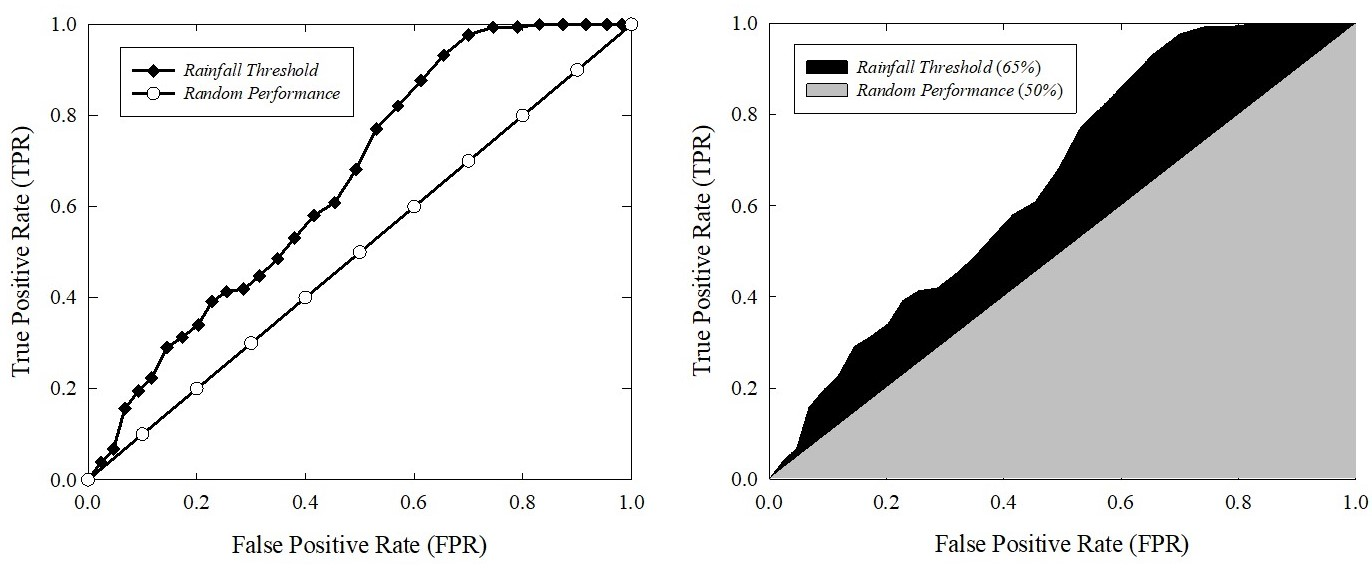 1.0
0.8
0.6
0.4
0.2
0.0
True Positive Rate (TPR)
Rainfall Threshold
Random Performance
0.0 0.2 0.4 0.6 0.8 1.0
False Positive Rate (FPR)
1.0
0.8
0.6
0.4
0.2
0.0
True Positive Rate (TPR)
Rainfall Threshold (65%)
Random Performance (50%)
0.0 0.2 0.4 0.6 0.8 1.0
False Positive Rate (FPR)